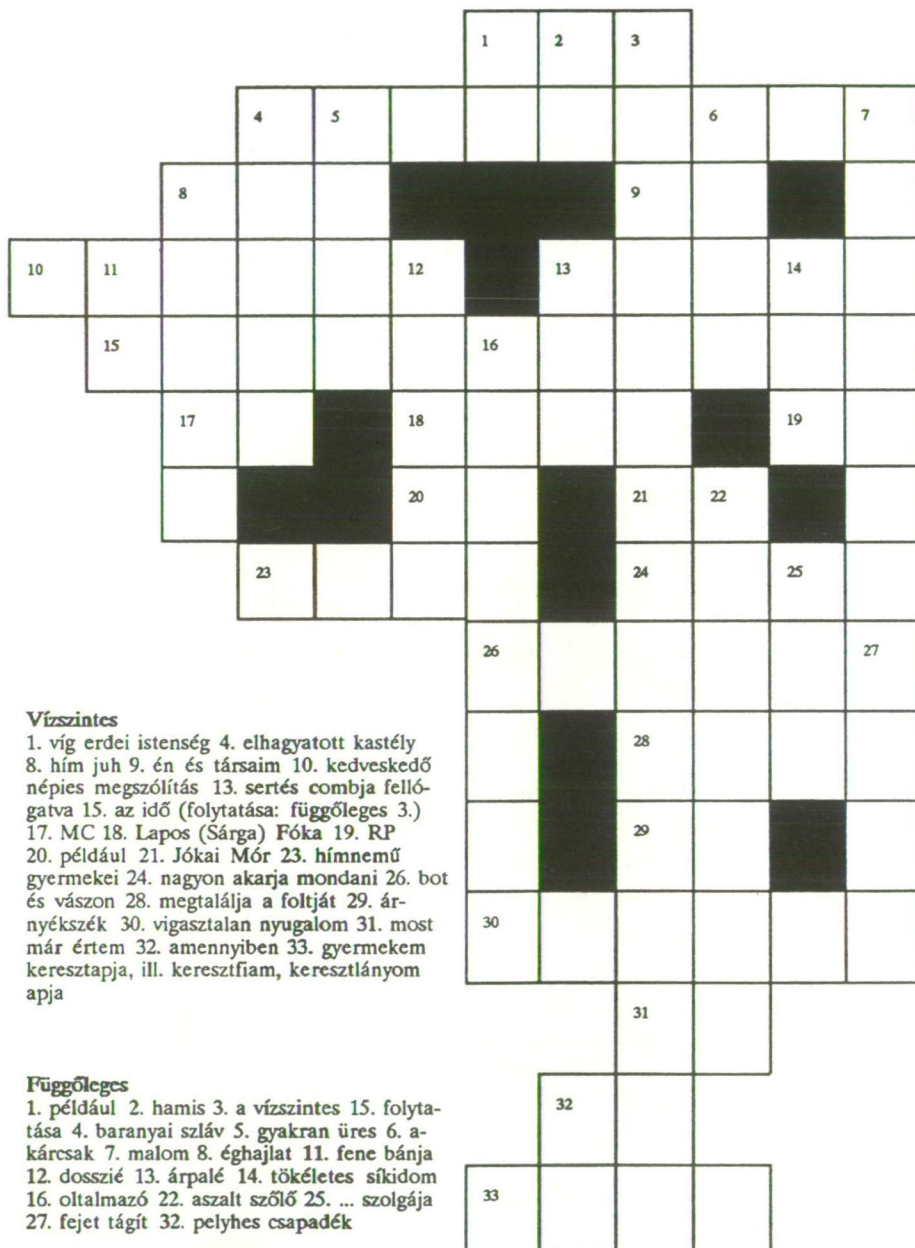 1 2 3
4 5 6 7
8 9
10 11 12 13 14
15 16
17 18 19
20 21 22
23 24 25
26 27
28
29
30
31
32
33
Vízszintes
1. víg erdei istenség 4. elhagyatott kastély
8. hím juh 9. én és társaim 10. kedveskedő
népies megszólítás 13. sertés combja felló-
gatva 15. az idő (folytatása: függőleges 3.)
17. MC 18. Lapos (Sárga) Fóka 19. RP
20. például 21. Jókai Mór 23. hímnemű
gyermekei 24. nagyon akarja mondani 26. bot
és vászon 28. megtalálja a foltját 29. ár-
nyékszék 30. vigasztalan nyugalom 31. most
már értem 32. amennyiben 33. gyermekem
keresztapja, ill. keresztfiam, keresztlányom
apja
Függőleges
1. például 2. hamis 3. a vízszintes 15. folyta-
tása 4. baranyai szláv 5. gyakran üres 6. a-
kárcsak 7. malom 8. éghajlat 11. fene bánja
12. dosszié 13. árpalé 14. tökéletes síkidom
16. oltalmazó 22. aszalt szőlő 25. ... szolgája
27. fejet tágít 32. pelyhes csapadék